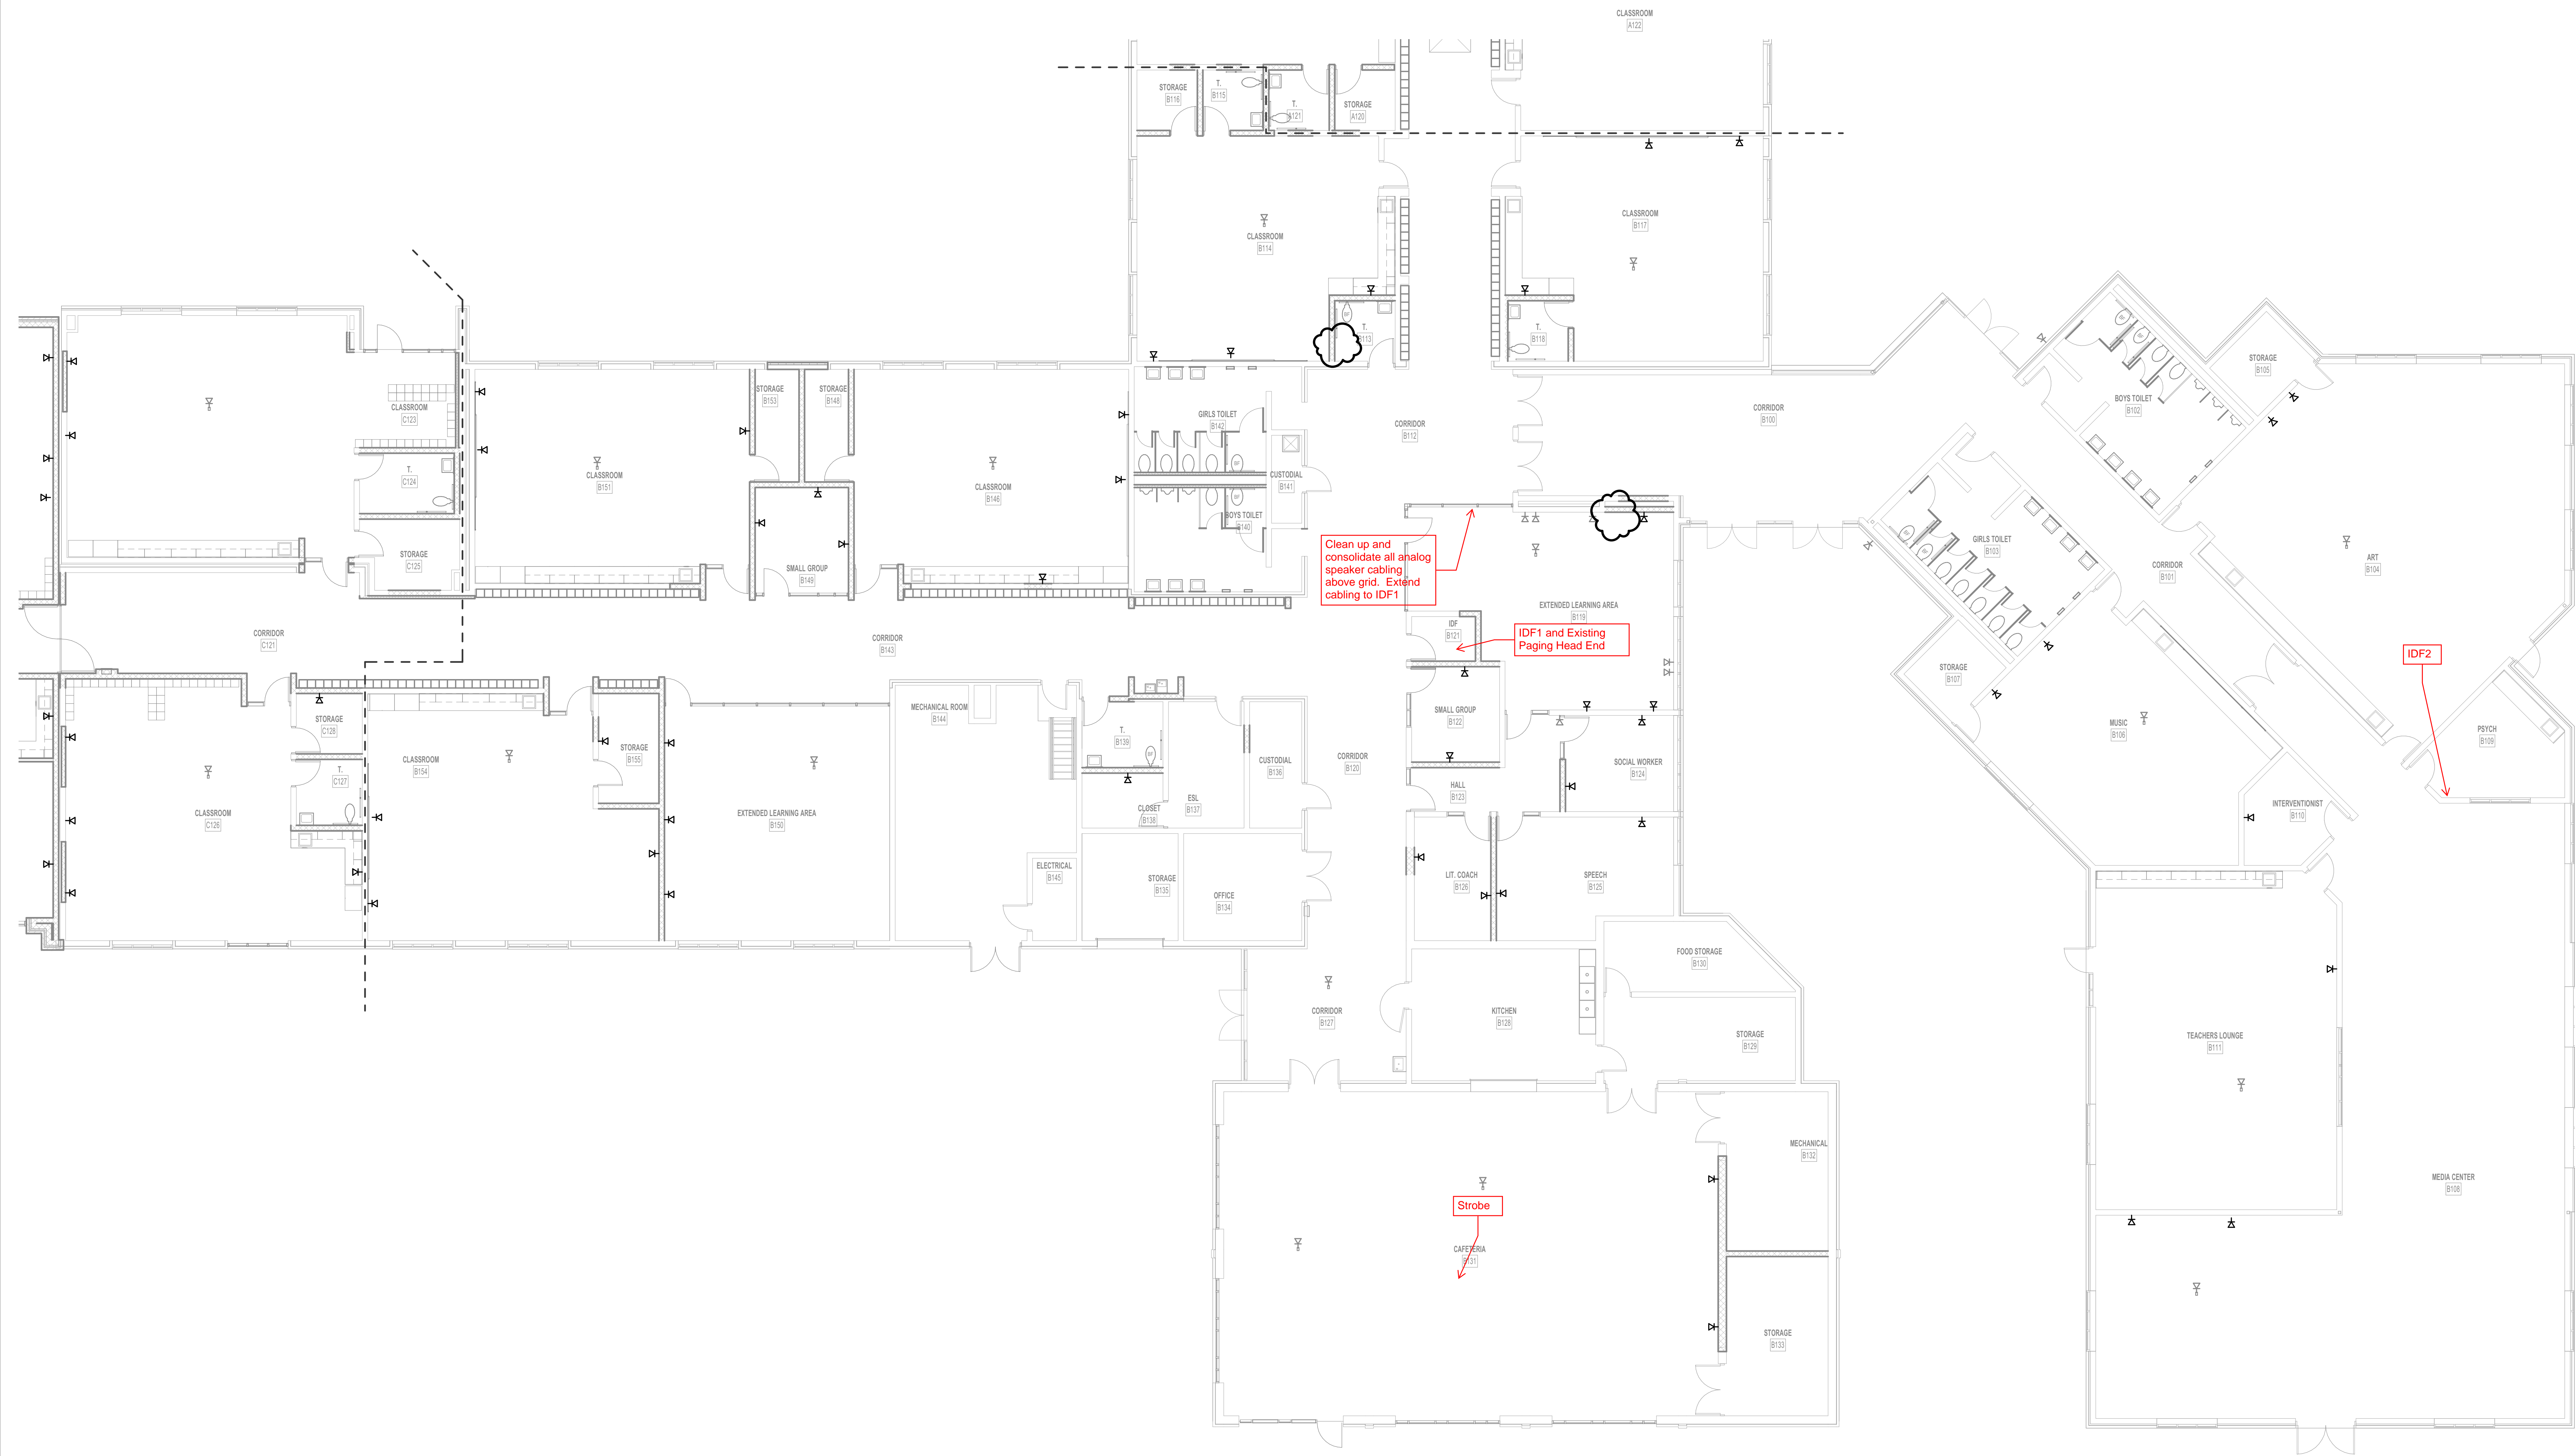 CLASSROOM
A122
STORAGE
B116
T.
B115
T.
A121
STORAGE
A120
CLASSROOM
B114
CLASSROOM
B117
T.
B113
T.
B118
CLASSROOM
C123
T.
C124
STORAGE
C125
CLASSROOM
B151
STORAGE
B153
STORAGE
B148
SMALL GROUP
B149
CLASSROOM
B146
GIRLS TOILET
B142
BF
BOYS TOILET
B140
BF
CUSTODIAL
B141
CORRIDOR
B112
CORRIDOR
B100
BOYS TOILET
B102
BF
BF
STORAGE
B105
GIRLS TOILET
B103
BF
BF
CORRIDOR
B101
ART
B104
Clean up and
consolidate all analog
speaker cabling
above grid. Extend
cabling to IDF1
EXTENDED LEARNING AREA
B119
IDF
B121
IDF1 and Existing
Paging Head End
IDF2
CORRIDOR
C121
CORRIDOR
B143
STORAGE
B107
MUSIC
B106
PSYCH
B109
INTERVENTIONIST
B110
CLASSROOM
C126
STORAGE
C128
T.
C127
CLASSROOM
B154
STORAGE
B155
EXTENDED LEARNING AREA
B150
MECHANICAL ROOM
B144
ELECTRICAL
B145
T.
B139
BF
CLOSET
B138
ESL
B137
CUSTODIAL
B136
STORAGE
B135
OFFICE
B134
CORRIDOR
B120
SMALL GROUP
B122
HALL
B123
SOCIAL WORKER
B124
LIT. COACH
B126
SPEECH
B125
FOOD STORAGE
B130
CORRIDOR
B127
KITCHEN
B128
STORAGE
B129
TEACHERS LOUNGE
B111
MECHANICAL
B132
MEDIA CENTER
B108
Strobe
CAFETERIA
B131
STORAGE
B133